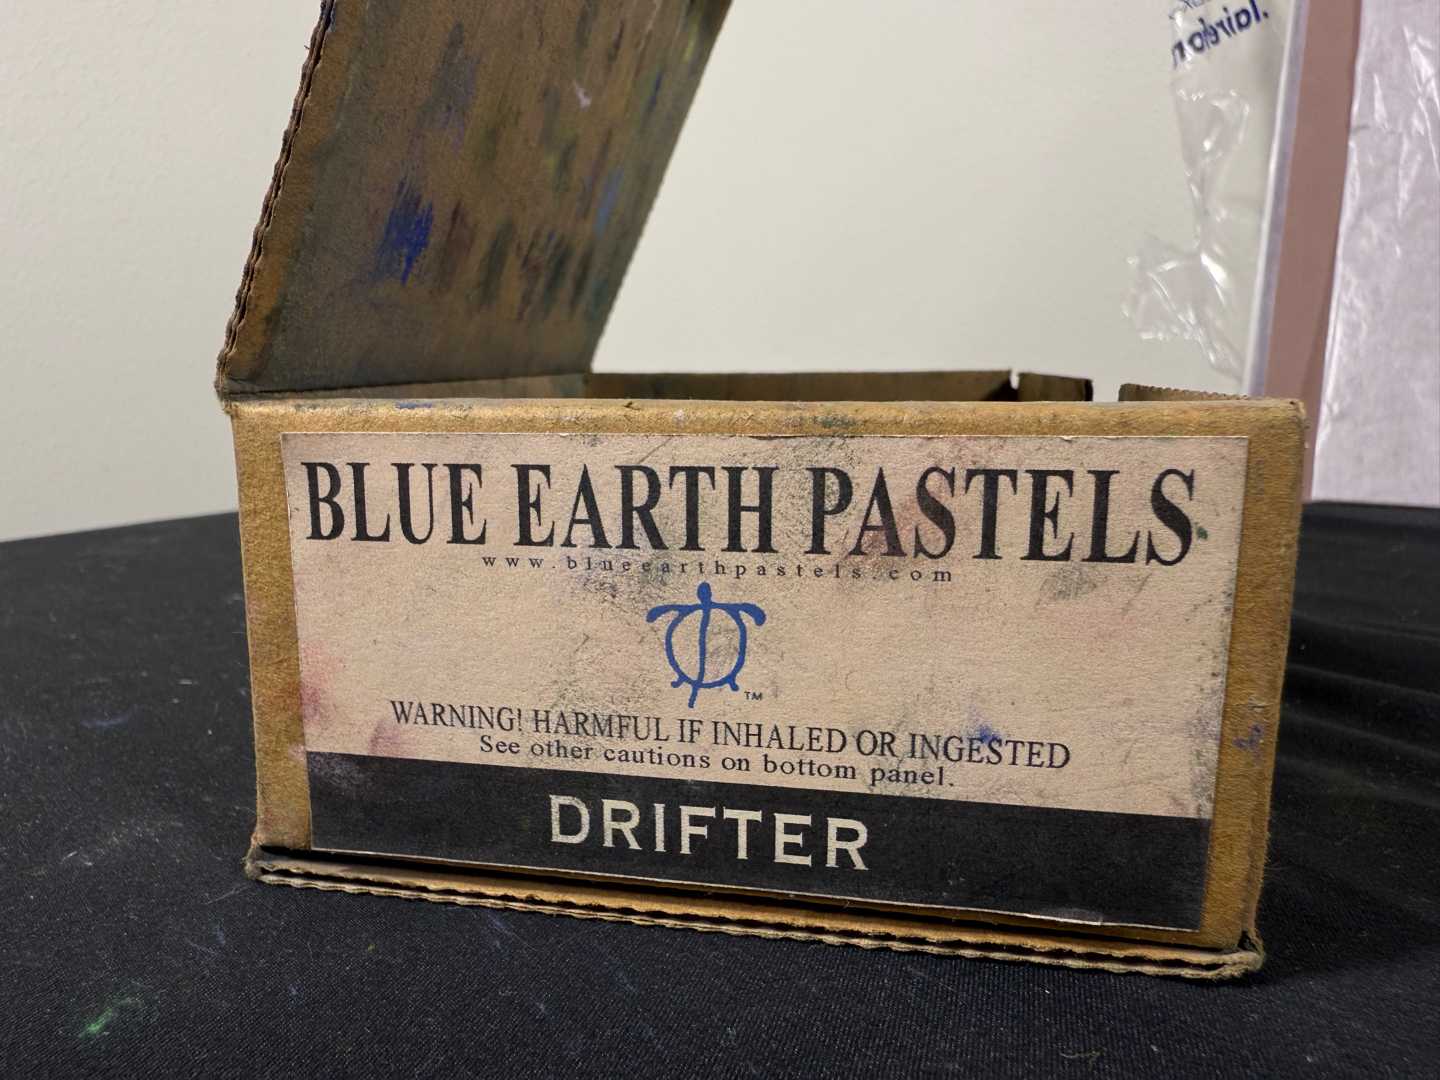 BLUE EARTH PASTELS
www.blueearthpastels.com
TM
WARNING! HARMFUL IF INHALED OR INGESTED
See other cautions on bottom panel.
DRIFTER